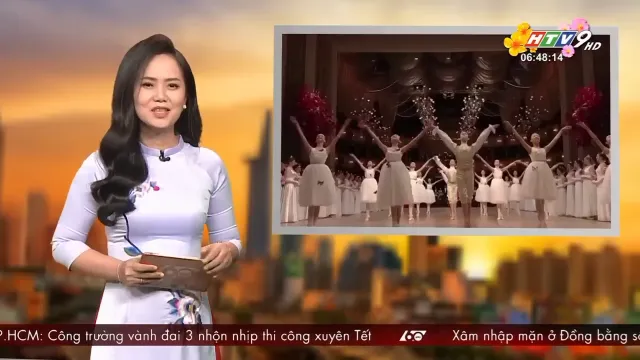 HTV9 HD
06:48:14
P.HCM: Công trường vành đai 3 nhộn nhịp thi công xuyên Tết
60
Xâm nhập mặn ở Đồng bằng s